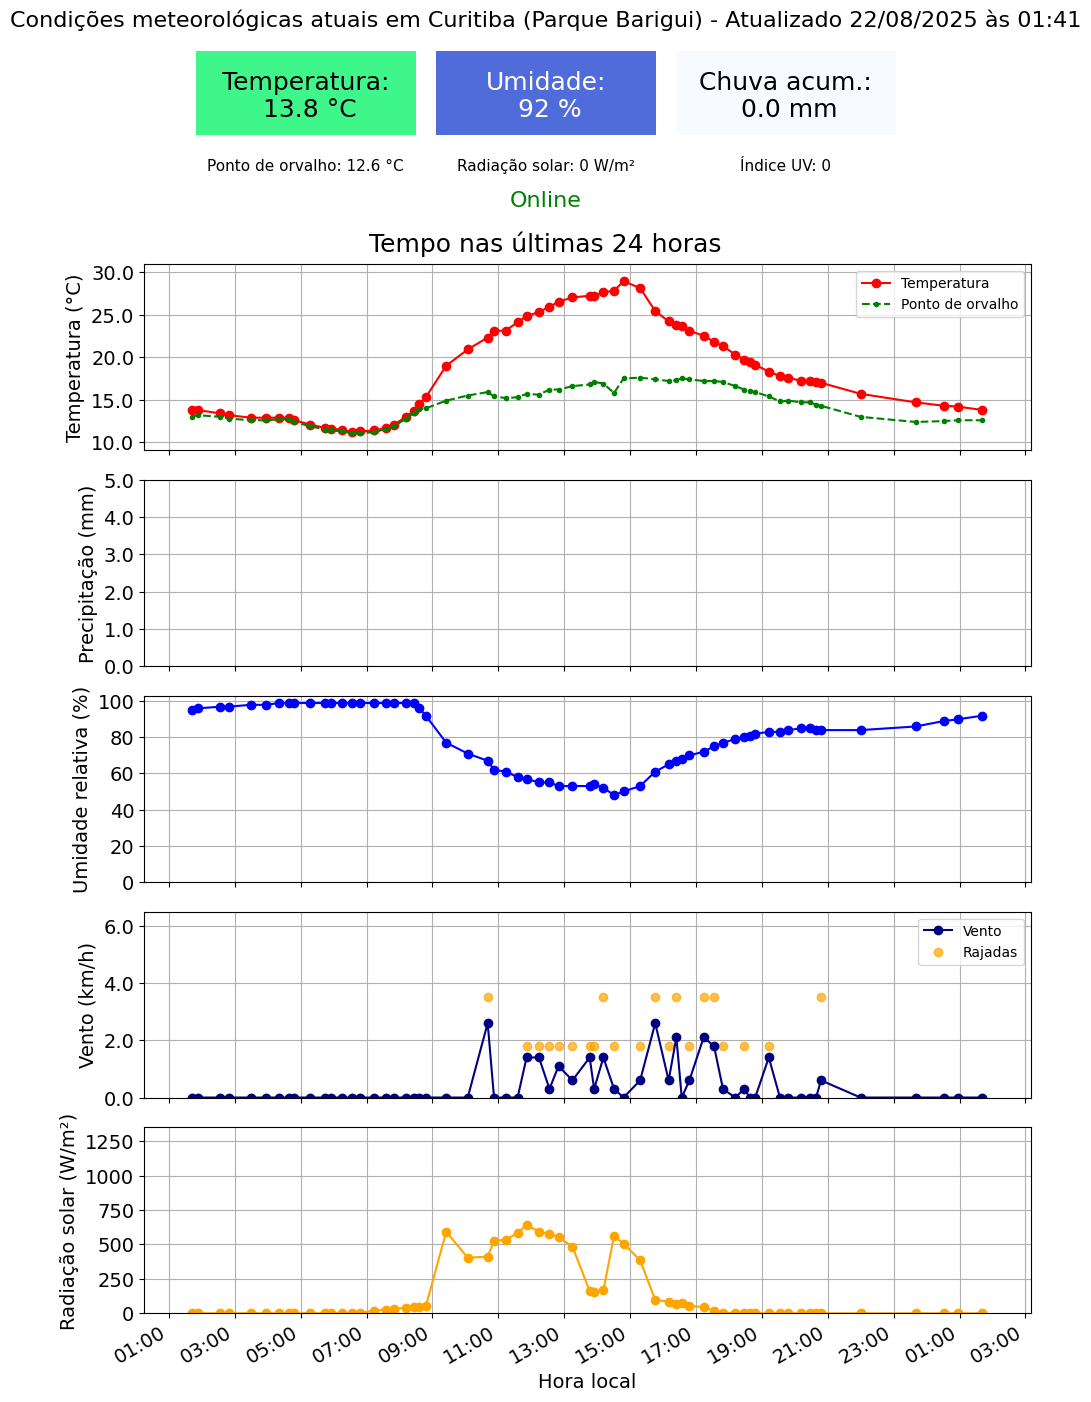 Condições meteorológicas atuais em Curitiba (Parque Barigui) - Atualizado 22/08/2025 às 01:41
Temperatura:
13.8 °C
Umidade:
92 %
Chuva acum.:
0.0 mm
Ponto de orvalho: 12.6 °C
Radiação solar: 0 W/m²
Índice UV: 0
Online
Tempo nas últimas 24 horas
Temperatura (°C)
30.0
25.0
20.0
15.0
10.0
Temperatura
Ponto de orvalho
Precipitação (mm)
5.0
4.0
3.0
2.0
1.0
0.0
Umidade relativa (%)
100
80
60
40
20
0
Vento (km/h)
6.0
4.0
2.0
0.0
Vento
Rajadas
Radiação solar (W/m²)
1250
1000
750
500
250
0
01:00
03:00
05:00
07:00
09:00
11:00
13:00
15:00
17:00
19:00
21:00
23:00
01:00
03:00
Hora local